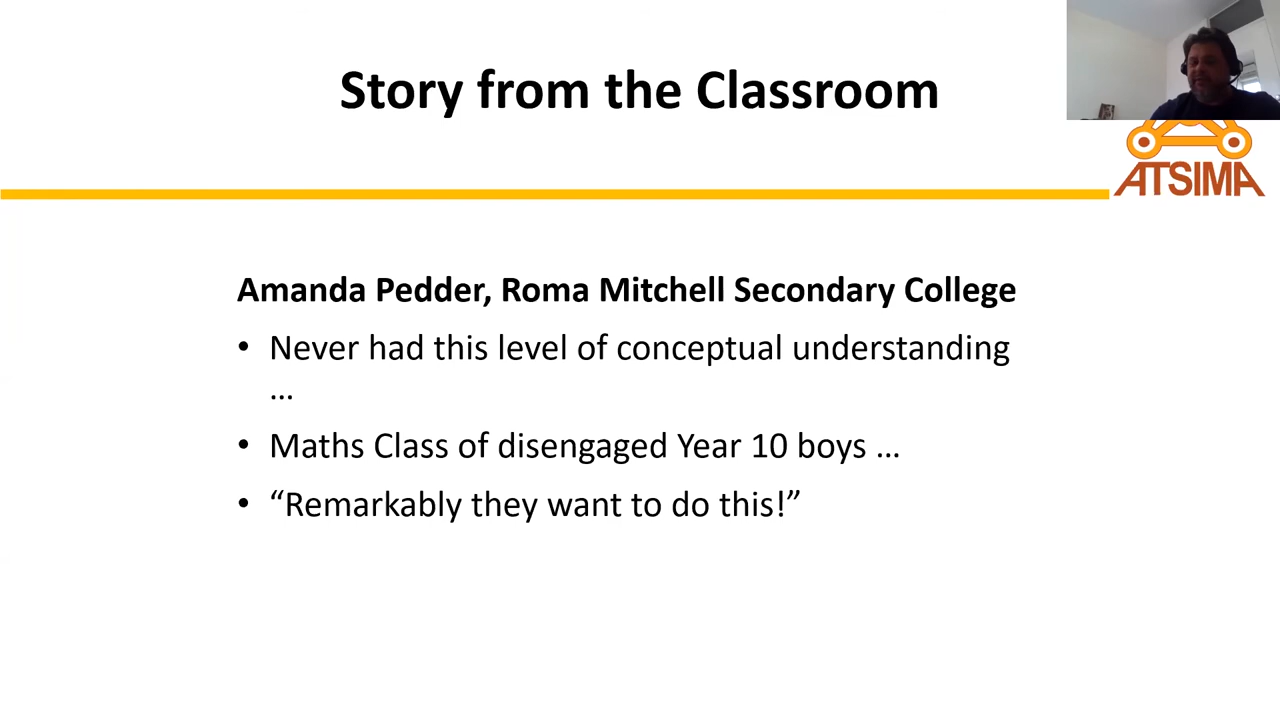 Story from the Classroom
ATSIMA
Amanda Pedder, Roma Mitchell Secondary College
• Never had this level of conceptual understanding
…
• Maths Class of disengaged Year 10 boys …
• “Remarkably they want to do this!”